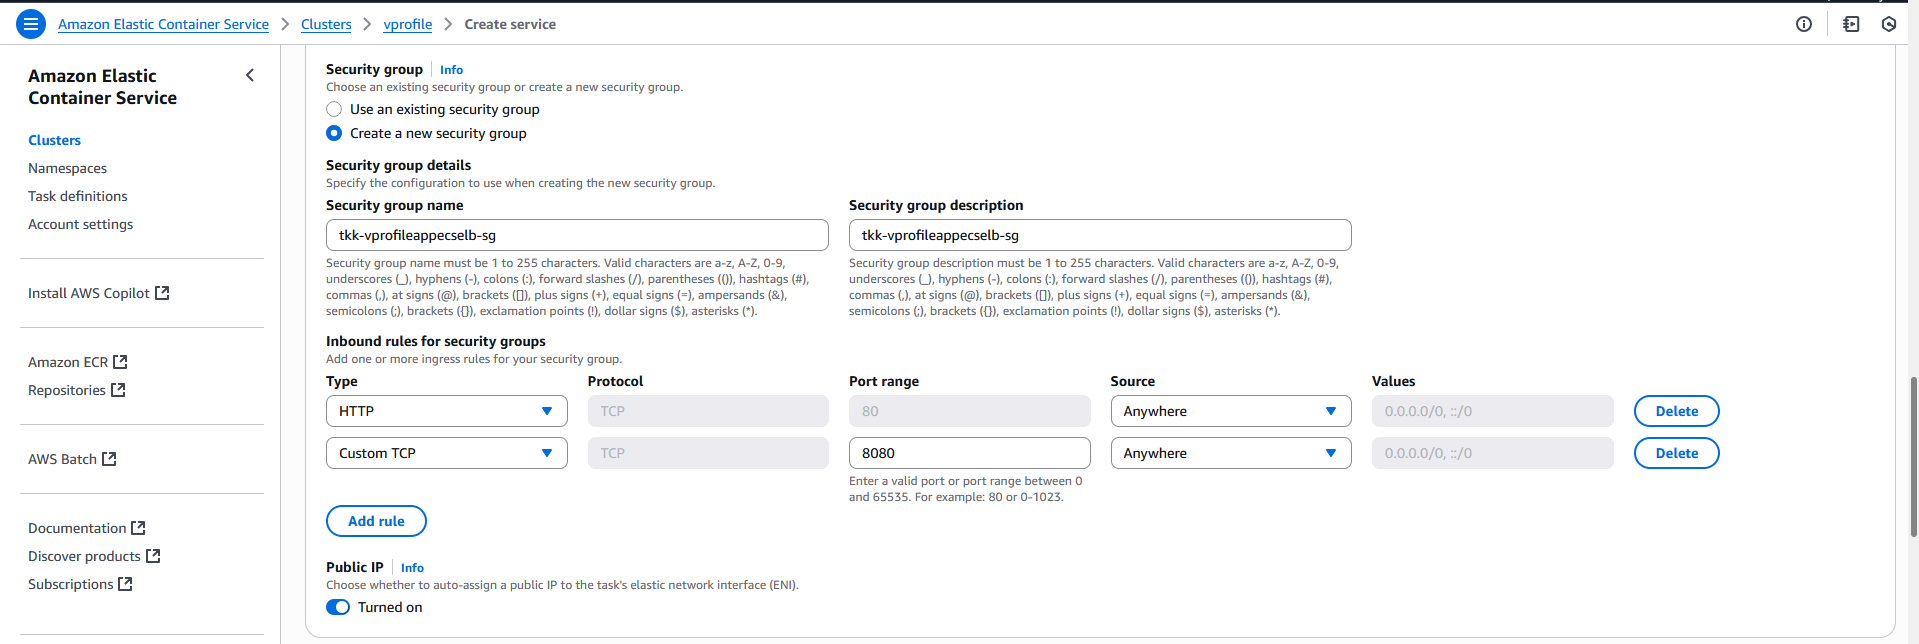 Amazon Elastic Container Service > Clusters > vprofile > Create service
Amazon Elastic
Container Service
Clusters
Namespaces
Task definitions
Account settings
Install AWS Copilot
Amazon ECR
Repositories
AWS Batch
Documentation
Discover products
Subscriptions
Security group Info
Choose an existing security group or create a new security group.
Use an existing security group
Create a new security group
Security group details
Specify the configuration to use when creating the new security group.
Security group name
tkk-vprofileappecselb-sg
Security group name must be 1 to 255 characters. Valid characters are a-z, A-Z, 0-9,
underscores (_), hyphens (-), colons (:), forward slashes (/), parentheses (()), hashtags (#),
commas (,), at signs (@), brackets ([]), plus signs (+), equal signs (=), ampersands (&),
semicolons (;), brackets ({}), exclamation points (!), dollar signs ($), asterisks (*).
Security group description
tkk-vprofileappecselb-sg
Security group description must be 1 to 255 characters. Valid characters are a-z, A-Z, 0-9,
underscores (_), hyphens (-), colons (:), forward slashes (/), parentheses (()), hashtags (#),
commas (,), at signs (@), brackets ([]), plus signs (+), equal signs (=), ampersands (&),
semicolons (;), brackets ({}), exclamation points (!), dollar signs ($), asterisks (*).
Inbound rules for security groups
Add one or more ingress rules for your security group.
Type Protocol Port range Source Values
HTTP TCP 80 Anywhere 0.0.0.0/0, ::/0 Delete
Custom TCP TCP 8080 Anywhere 0.0.0.0/0, ::/0 Delete
Enter a valid port or port range between 0
and 65535. For example: 80 or 0-1023.
Add rule
Public IP Info
Choose whether to auto-assign a public IP to the task's elastic network interface (ENI).
Turned on